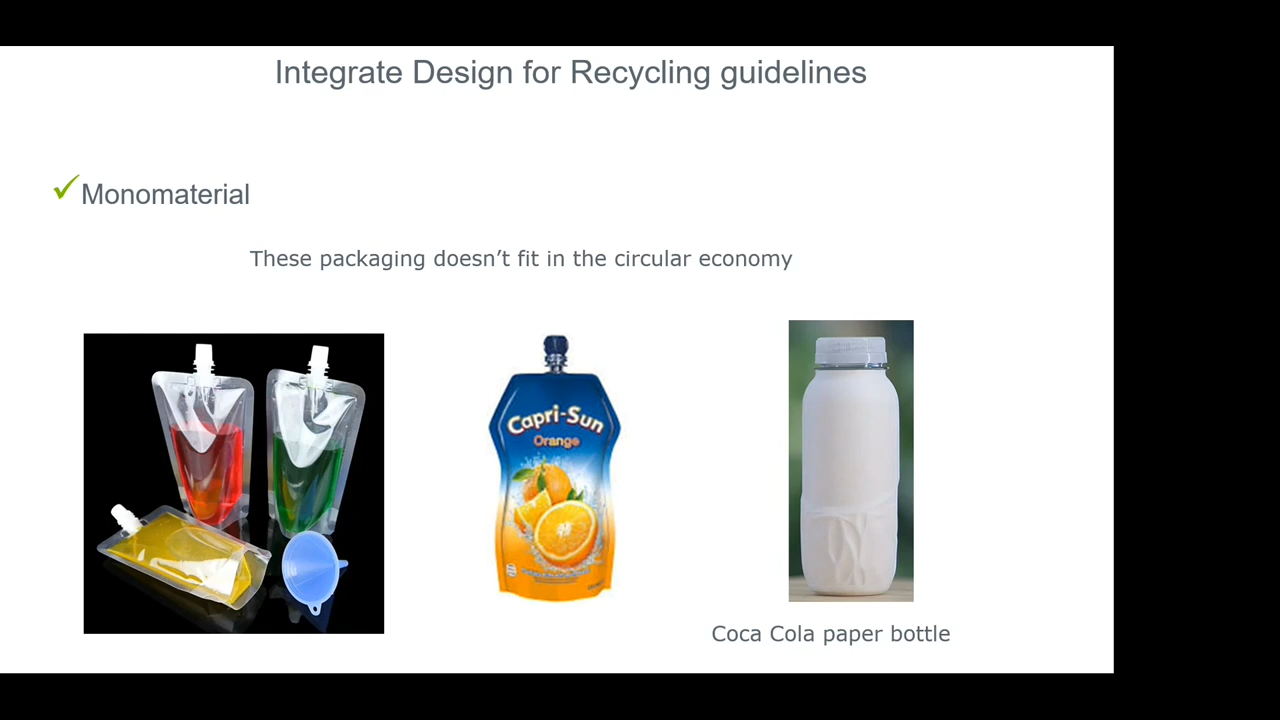 Integrate Design for Recycling guidelines
✓Monomaterial
These packaging doesn’t fit in the circular economy
Capri-Sun
Orange
Coca Cola paper bottle